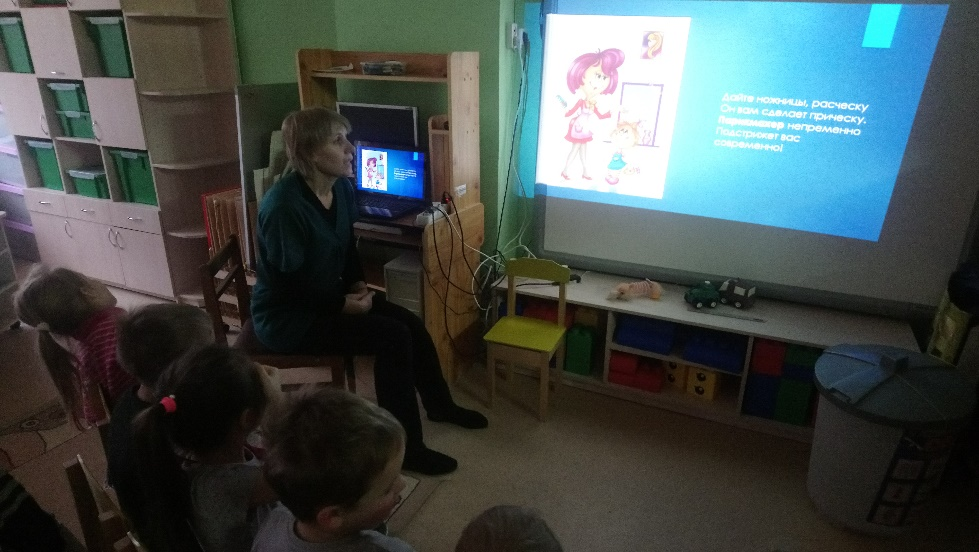 Дайте ножницы, расческу
Он вам сделает прическу.
Парикмахер непременно
Подстрижет вас
современно!